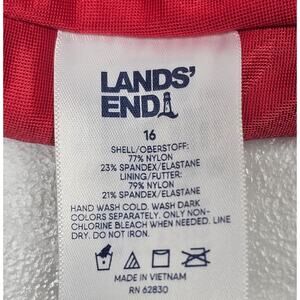 LANDS'
END
16
SHELL/OBERSTOFF:
77% NYLON
23% SPANDEX/ELASTANE
LINING/FUTTER:
79% NYLON
21% SPANDEX/ELASTANE
HAND WASH COLD. WASH DARK
COLORS SEPARATELY. ONLY NON-
CHLORINE BLEACH WHEN NEEDED. LINE
DRY. DO NOT IRON.
MADE IN VIETNAM
RN 62830